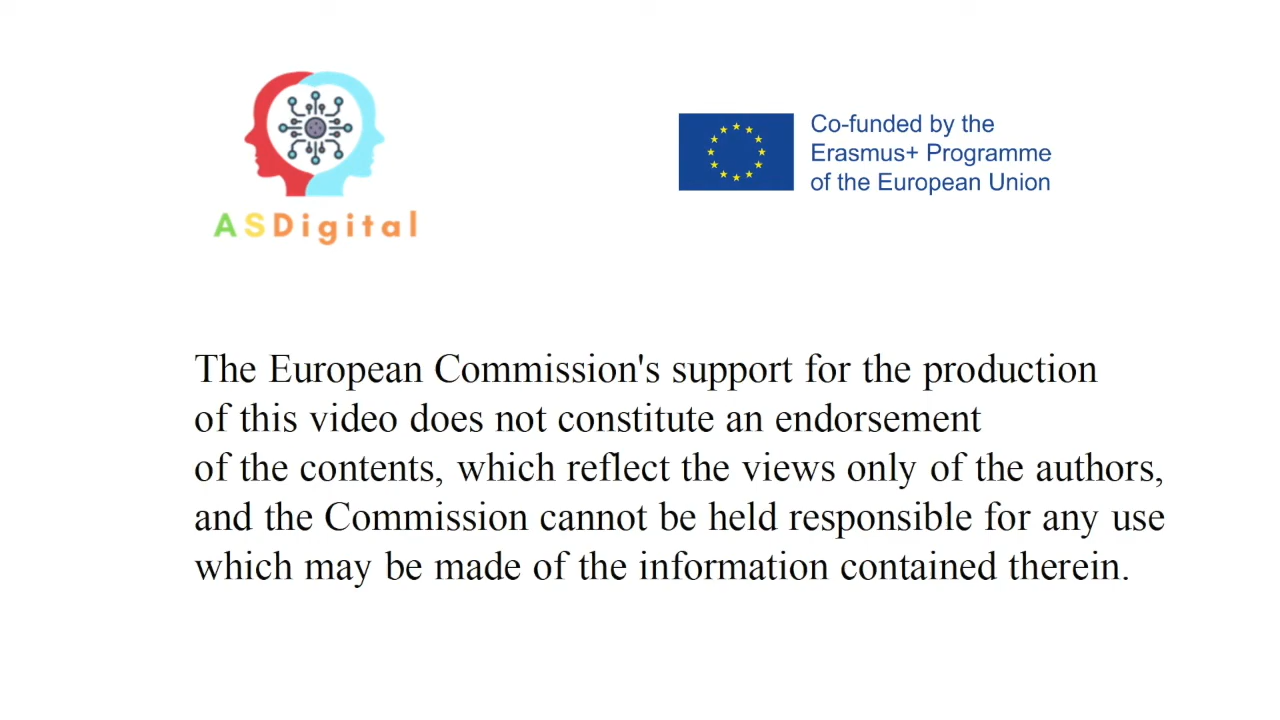 ASDigital
Co-funded by the
Erasmus+ Programme
of the European Union
The European Commission's support for the production
of this video does not constitute an endorsement
of the contents, which reflect the views only of the authors,
and the Commission cannot be held responsible for any use
which may be made of the information contained therein.